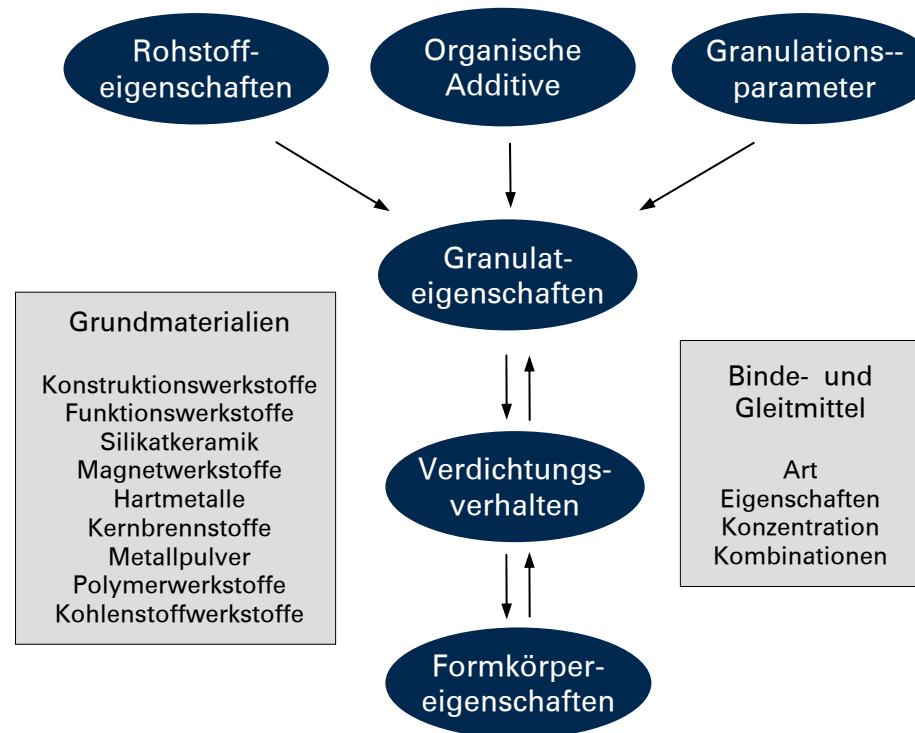 Rohstoff-
eigenschaften
Organische
Additive
Granulations--
parameter
Granulat-
eigenschaften
Grundmaterialien
Konstruktionswerkstoffe
Funktionswerkstoffe
Silikatkeramik
Magnetwerkstoffe
Hartmetalle
Kernbrennstoffe
Metallpulver
Polymerwerkstoffe
Kohlenstoffwerkstoffe
Binde- und
Gleitmittel
Art
Eigenschaften
Konzentration
Kombinationen
Verdichtungs-
verhalten
Formkörper-
eigenschaften